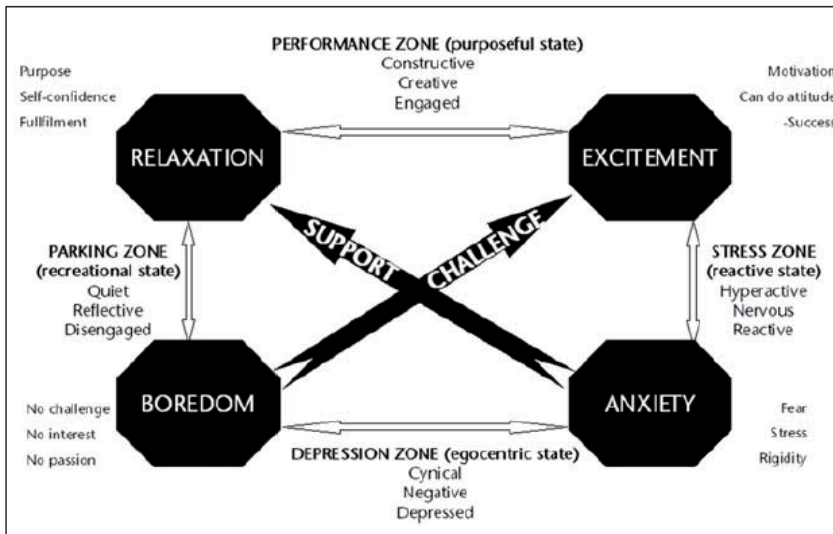 PERFORMANCE ZONE (purposeful state)
Constructive
Creative
Engaged
Purpose
Self-confidence
Fullfilment
Motivation
Can do attitude
-Success
RELAXATION
EXCITEMENT
SUPPORT
CHALLENGE
PARKING ZONE
(recreational state)
Quiet
Reflective
Disengaged
STRESS ZONE
(reactive state)
Hyperactive
Nervous
Reactive
BOREDOM
ANXIETY
No challenge
No interest
No passion
Fear
Stress
Rigidity
DEPRESSION ZONE (egocentric state)
Cynical
Negative
Depressed